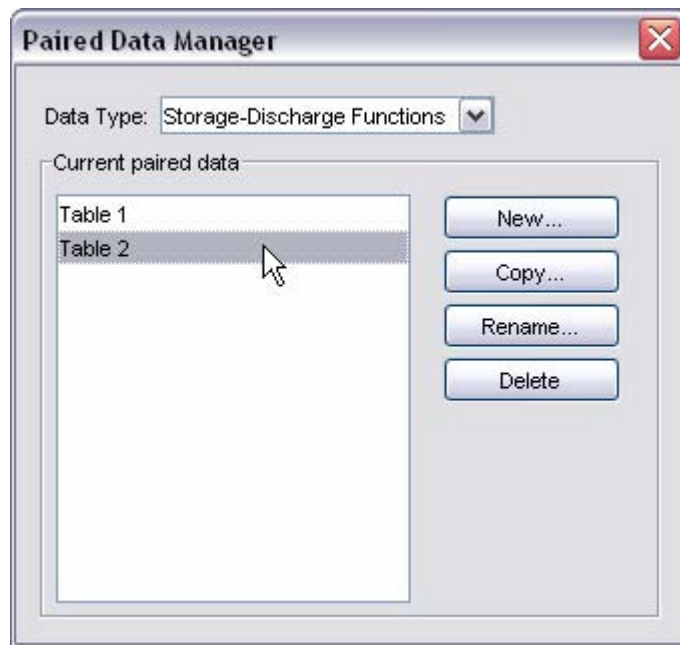 Paired Data Manager
Data Type: Storage-Discharge Functions
Current paired data
Table 1
Table 2
New...
Copy...
Rename...
Delete